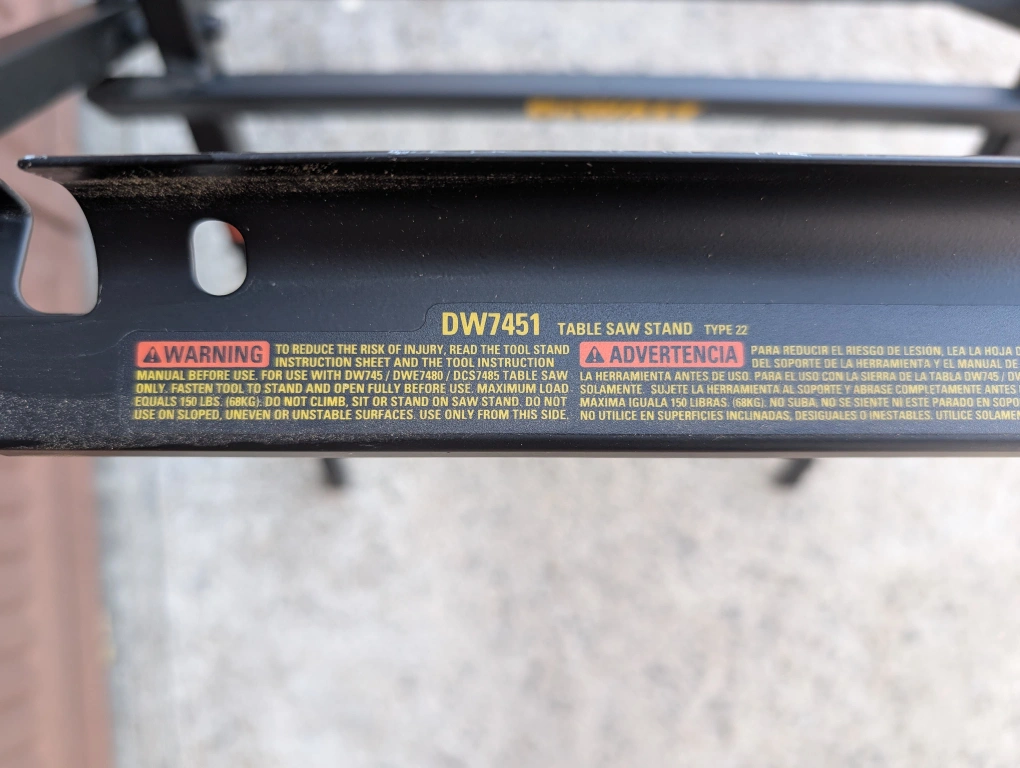 DW7451 TABLE SAW STAND TYPE 22
WARNING TO REDUCE THE RISK OF INJURY, READ THE TOOL STAND
INSTRUCTION SHEET AND THE TOOL INSTRUCTION
MANUAL BEFORE USE. FOR USE WITH DW745 / DWE7480 / DCS7485 TABLE SAW
ONLY. FASTEN TOOL TO STAND AND OPEN FULLY BEFORE USE. MAXIMUM LOAD
EQUALS 150 LBS. (68KG). DO NOT CLIMB, SIT OR STAND ON SAW STAND. DO NOT
USE ON SLOPED, UNEVEN OR UNSTABLE SURFACES. USE ONLY FROM THIS SIDE.
ADVERTENCIA PARA REDUCIR EL RIESGO DE LESIÓN, LEA LA HOJA D
DEL SOPORTE DE LA HERRAMIENTA Y EL MANUAL DE
LA HERRAMIENTA ANTES DE USO. PARA EL USO CON LA SIERRA DE LA TABLA DW745 / DW
SOLAMENTE. SUJETE LA HERRAMIENTA AL SOPORTE Y ABRASE COMPLETAMENTE ANTE
MÁXIMA IGUALA 150 LIBRAS. (68KG). NO SUBA, NO SE SIENTE NI ESTE PARADO EN SOPO
NO UTILICE EN SUPERFICIES INCLINADAS, DESIGUALES O INESTABLES. UTILICE SOLAMEN